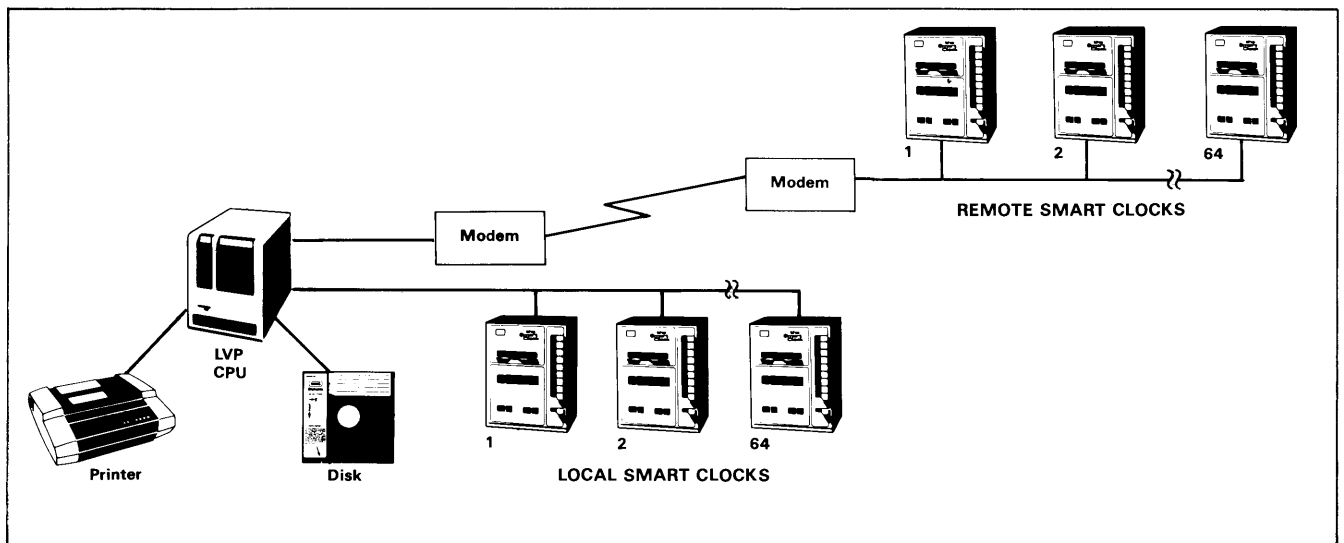 1
2
64
Modem
REMOTE SMART CLOCKS
Modem
LVP
CPU
1
2
64
Printer
Disk
LOCAL SMART CLOCKS